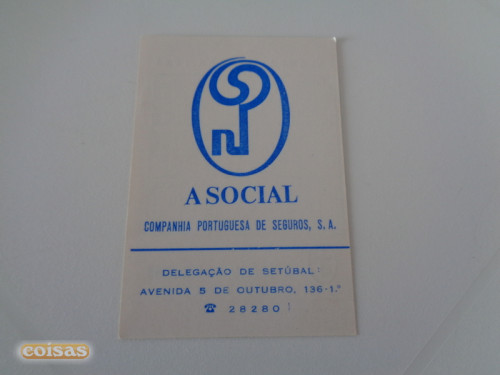 A SOCIAL
COMPANHIA PORTUGUESA DE SEGUROS, S. A.
DELEGAÇÃO DE SETÚBAL:
AVENIDA 5 DE OUTUBRO, 136-1.º
☎ 28280
coisas